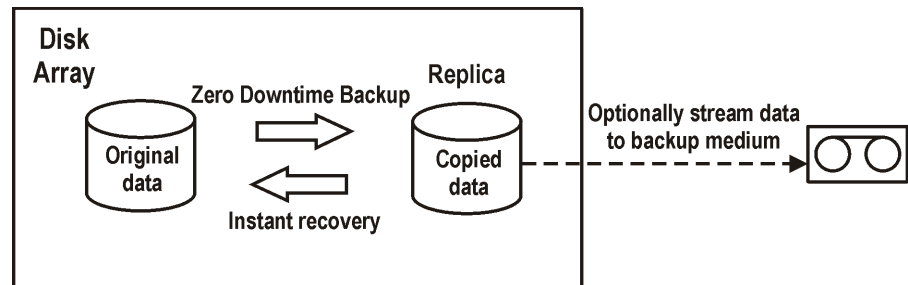 Disk
Array
Zero Downtime Backup
Replica
Original
data
Copied
data
Instant recovery
Optionally stream data
to backup medium